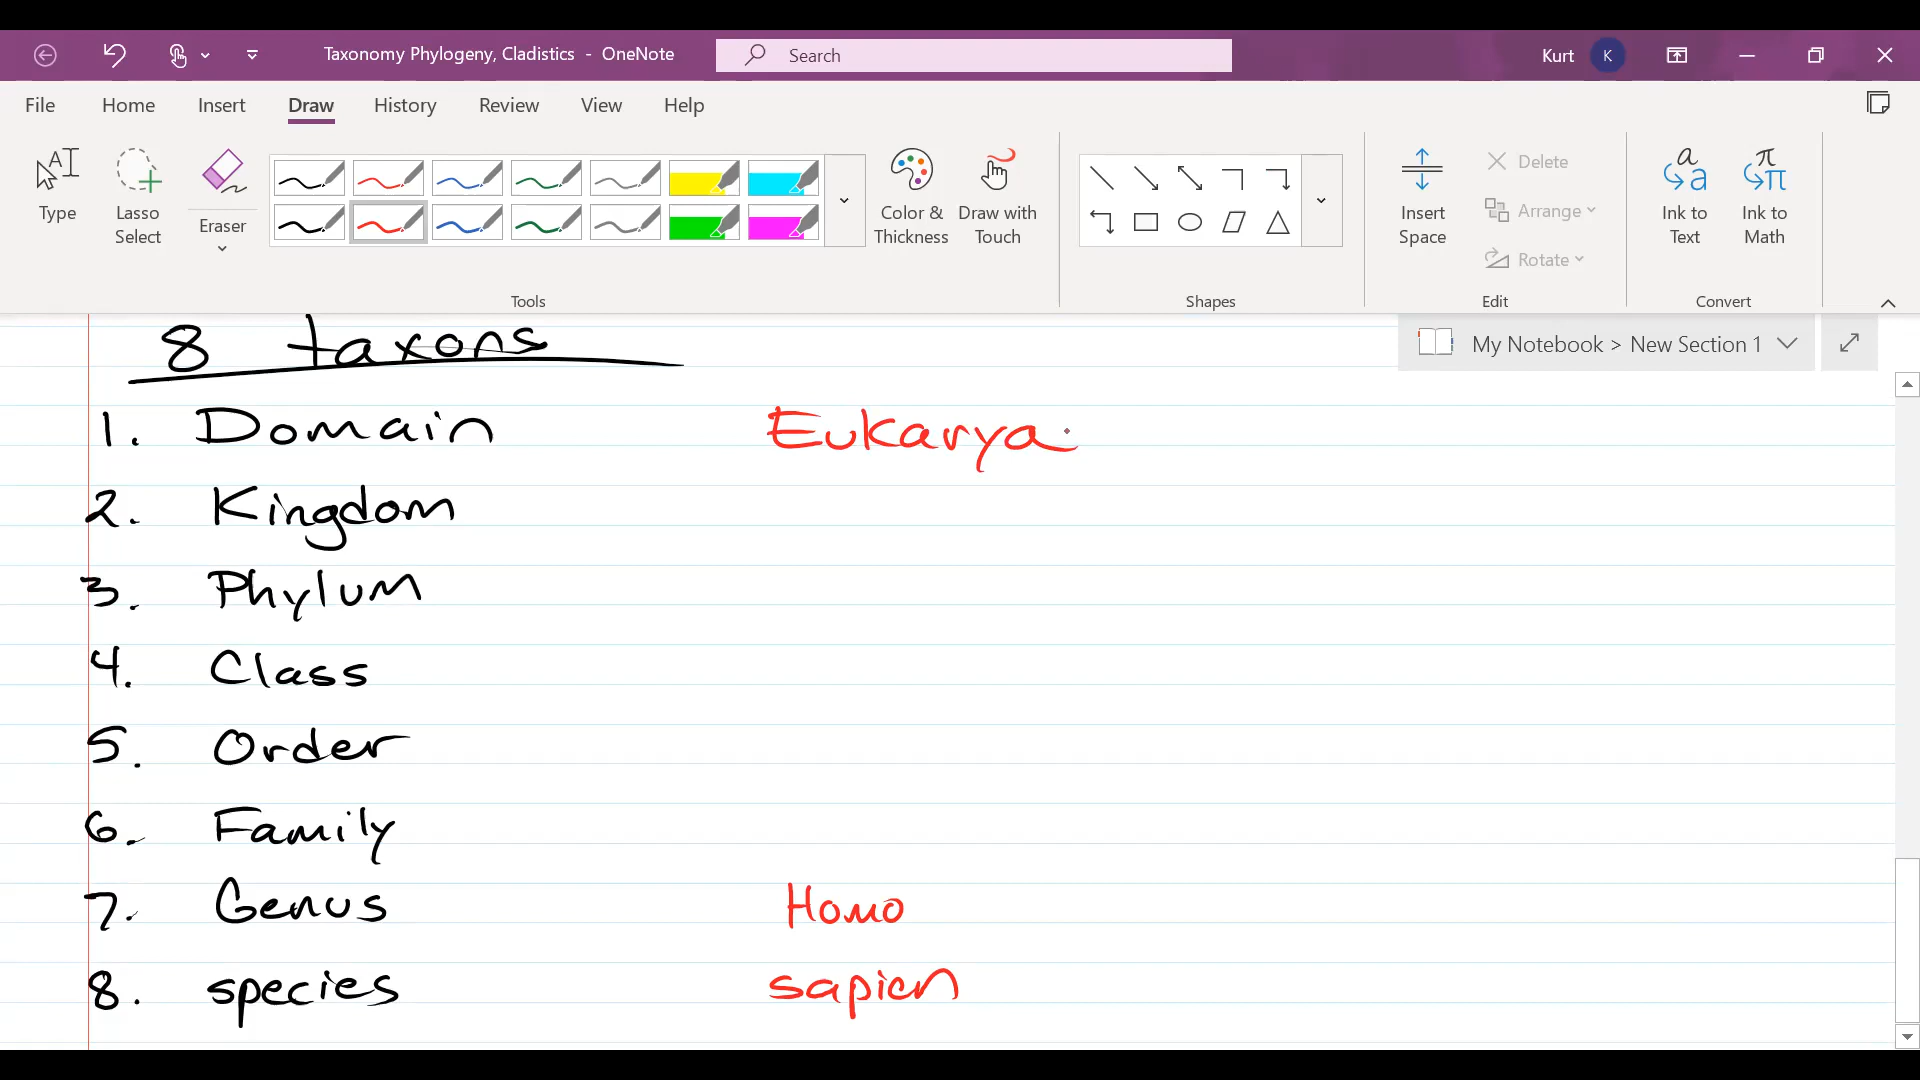 Taxonomy Phylogeny, Cladistics - OneNote
Search
Kurt K
File Home Insert Draw History Review View Help
Type
Lasso Select
Eraser
Color & Thickness
Draw with Touch
Insert Space
Delete
Arrange
Rotate
Ink to Text
Ink to Math
Tools
Shapes
Edit
Convert
My Notebook > New Section 1
8 taxons
1. Domain Eukarya
2. Kingdom
3. Phylum
4. Class
5. Order
6. Family
7. Genus Homo
8. species sapien